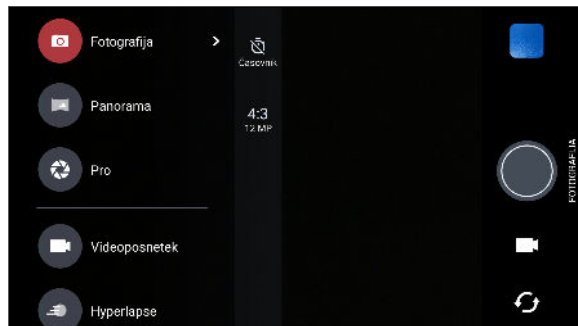 Fotografija
Panorama
Pro
Videoposnetek
Hyperlapse
Časovnik
4:3
12 MP
FOTOGRAFIJA